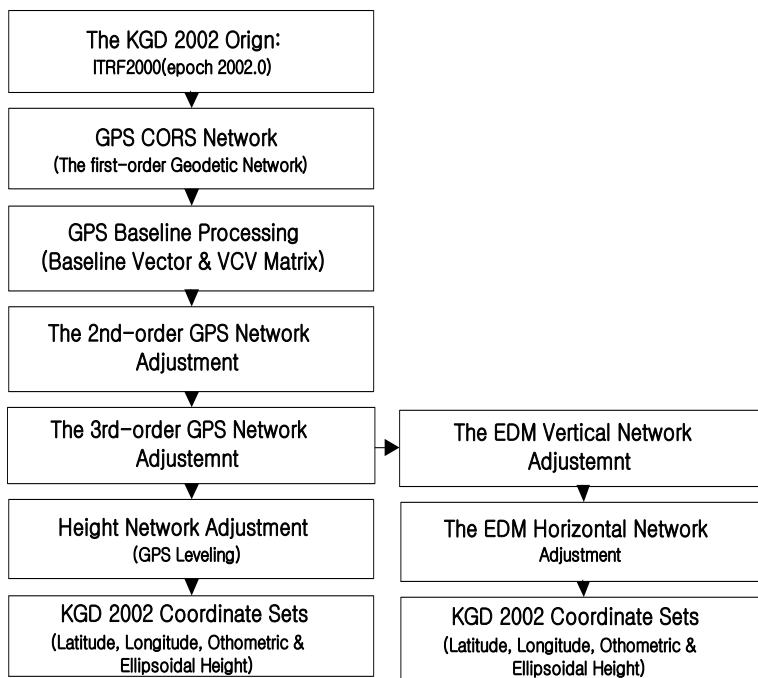 The KGD 2002 Orign:
ITRF2000(epoch 2002.0)
GPS CORS Network
(The first-order Geodetic Network)
GPS Baseline Processing
(Baseline Vector & VCV Matrix)
The 2nd-order GPS Network
Adjustment
The 3rd-order GPS Network
Adjustemnt
The EDM Vertical Network
Adjustemnt
Height Network Adjustment
(GPS Leveling)
The EDM Horizontal Network
Adjustment
KGD 2002 Coordinate Sets
(Latitude, Longitude, Othometric &
Ellipsoidal Height)
KGD 2002 Coordinate Sets
(Latitude, Longitude, Othometric &
Ellipsoidal Height)